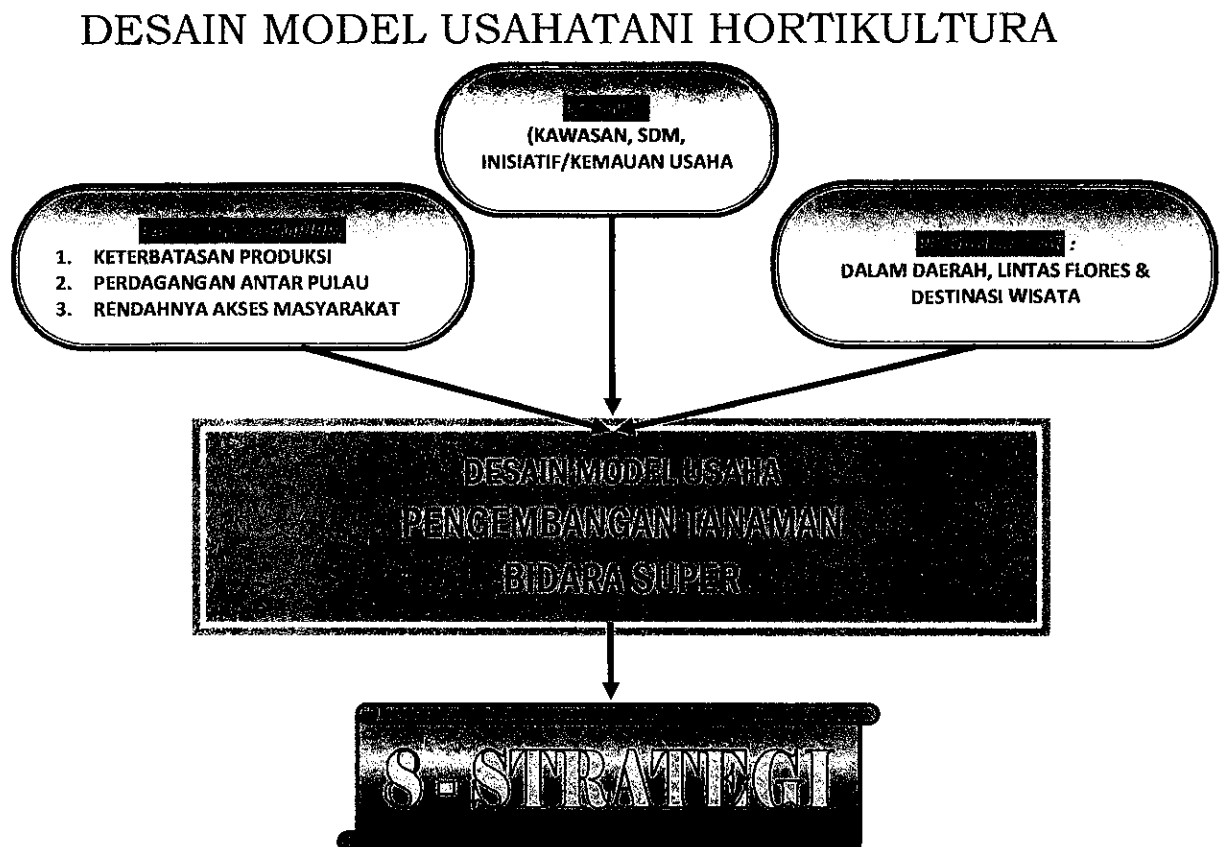 DESAIN MODEL USAHATANI HORTIKULTURA
(KAWASAN, SDM,
INISIATIF/KEMAUAN USAHA
1. KETERBATASAN PRODUKSI
2. PERDAGANGAN ANTAR PULAU
3. RENDAHNYA AKSES MASYARAKAT
:
DALAM DAERAH, LINTAS FLORES &
DESTINASI WISATA
DESAIN MODEL USAHA
PENGEMBANGAN TANAMAN
BIDARA SUPER
8 - STRATEGI